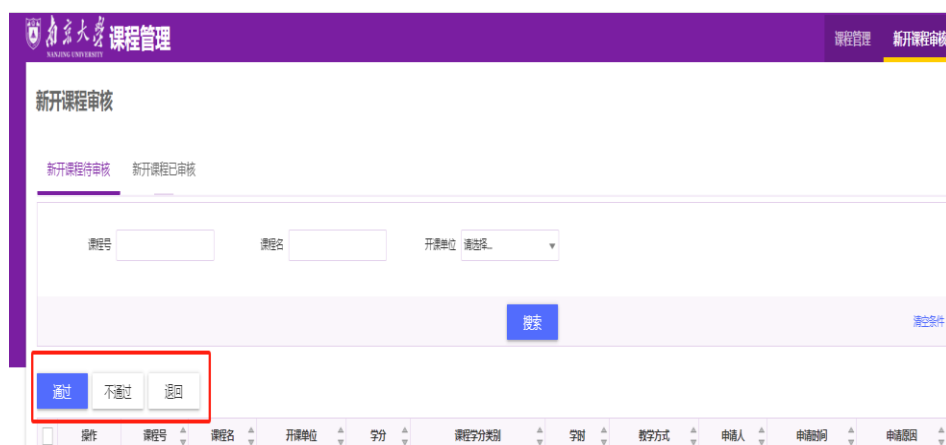 南京大学 课程管理 课程管理 新开课程审核
NANJING UNIVERSITY
新开课程审核
新开课程待审核 新开课程已审核
课程号 课程名 开课单位 请选择...
搜索 清空条件
通过 不通过 退回
操作 课程号 课程名 开课单位 学分 课程学分类别 学时 教学方式 申请人 申请时间 申请原因